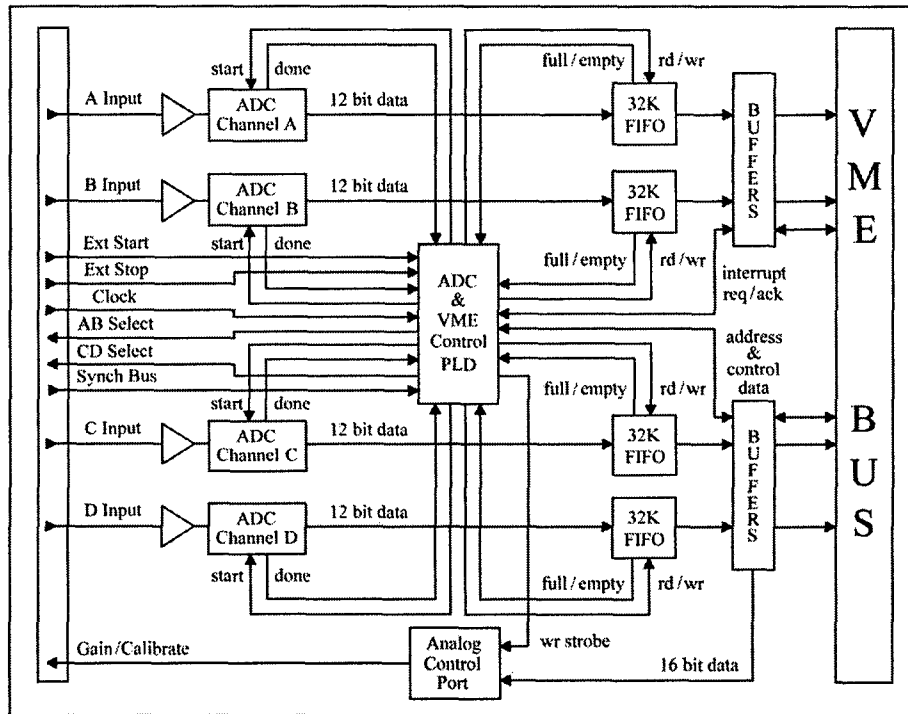 start
done
full/empty
rd/wr
A Input
ADC
Channel A
12 bit data
32K
FIFO
BUFFERS
VME
B Input
ADC
Channel B
12 bit data
32K
FIFO
start
done
full/empty
rd/wr
Ext Start
Ext Stop
Clock
AB Select
CD Select
Synch Bus
ADC
&
VME
Control
PLD
interrupt
req/ack
address
&
control
data
start
done
full/empty
rd/wr
C Input
ADC
Channel C
12 bit data
32K
FIFO
BUFFERS
BUS
D Input
ADC
Channel D
12 bit data
32K
FIFO
start
done
full/empty
rd/wr
Gain/Calibrate
Analog
Control
Port
wr strobe
16 bit data